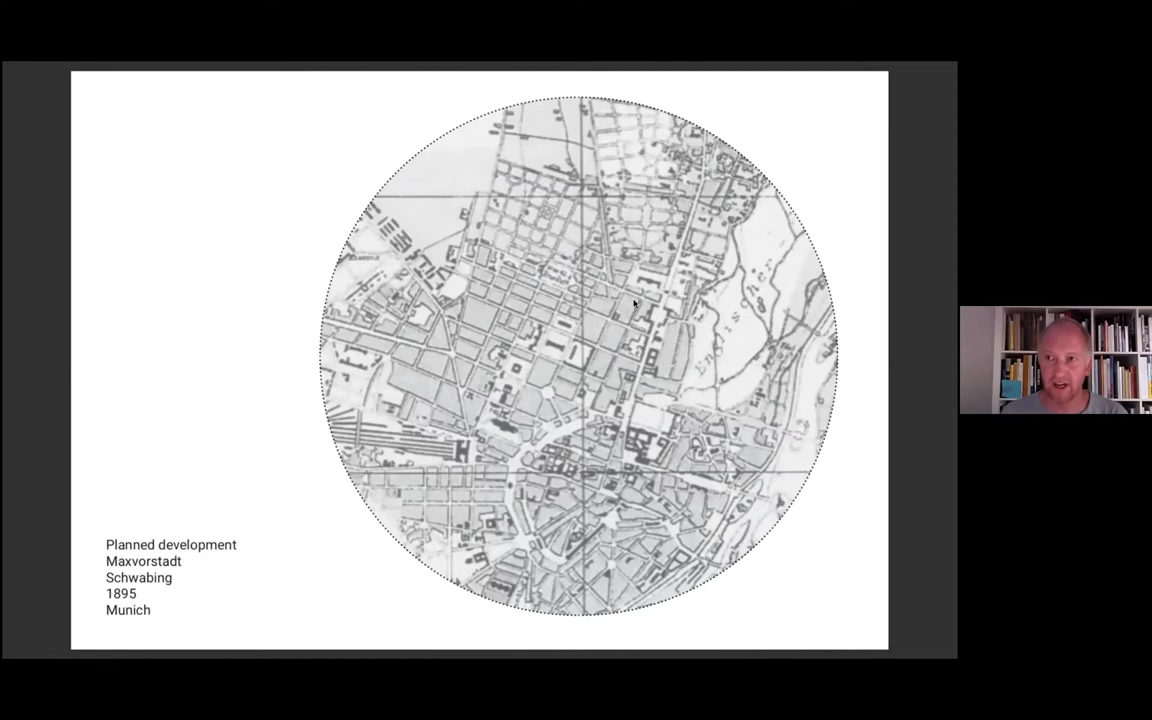 Planned development
Maxvorstadt
Schwabing
1895
Munich